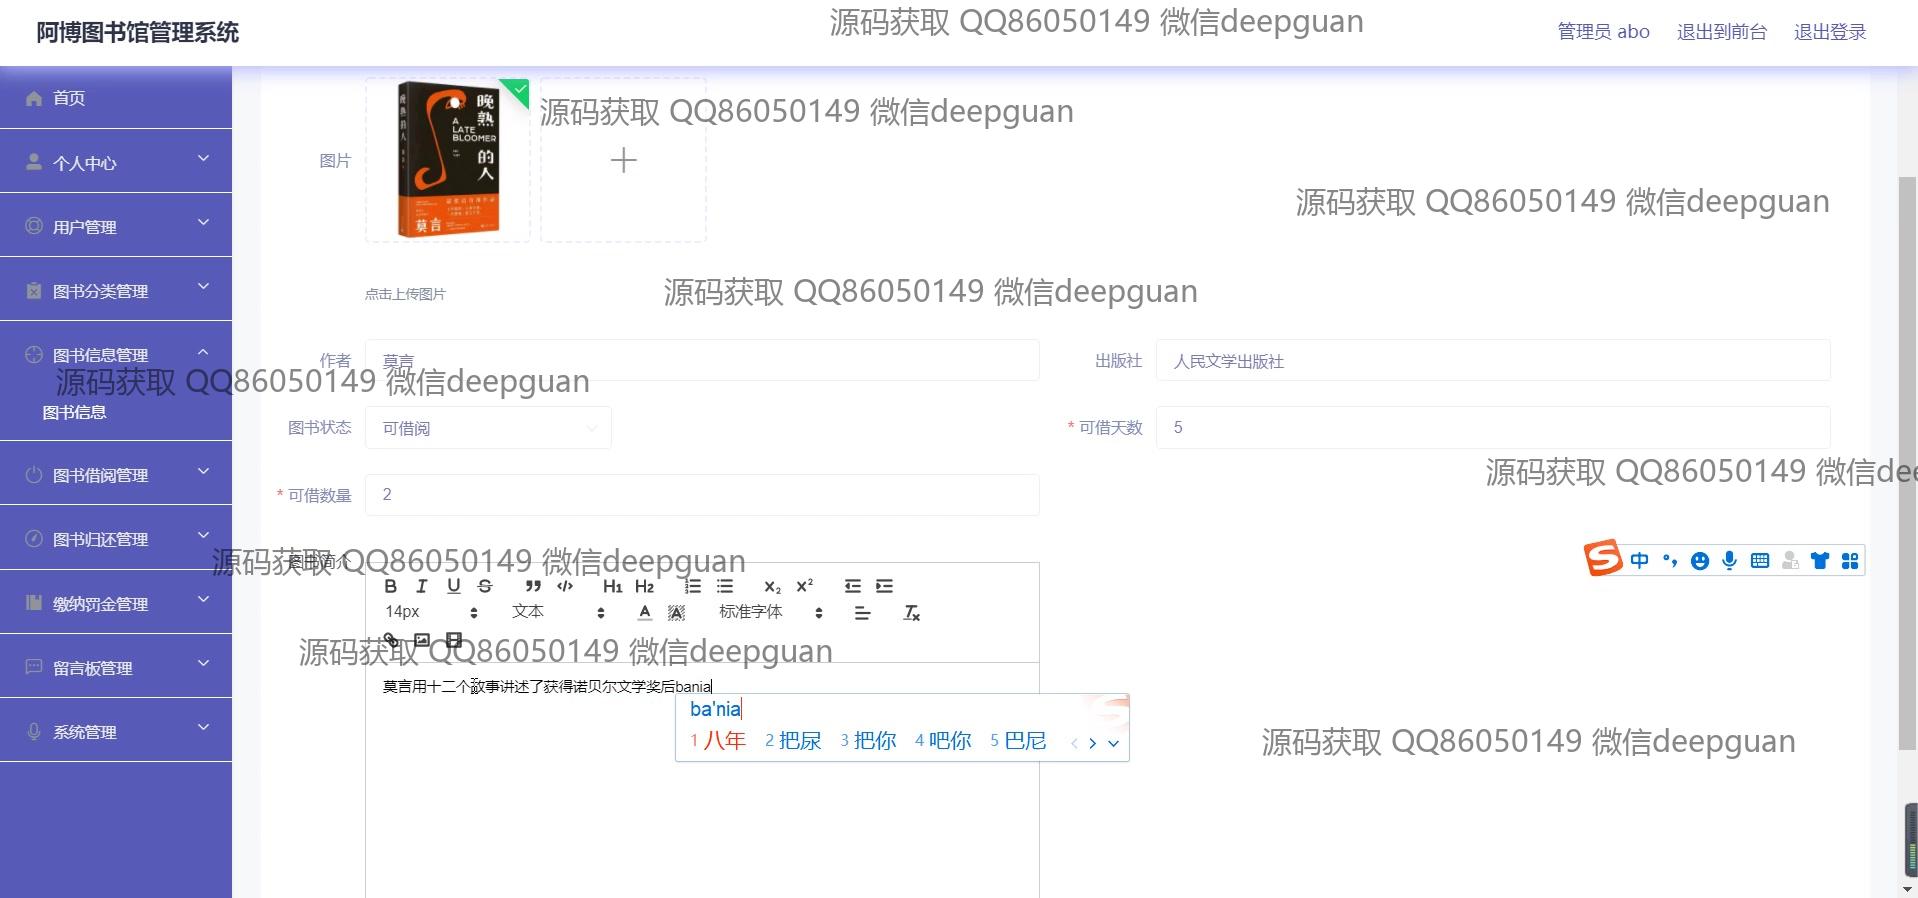 阿博图书馆管理系统
源码获取 QQ86050149 微信deepguan
管理员 abo
退出到前台
退出登录
首页
个人中心
用户管理
图书分类管理
图书信息管理
图书信息
图书借阅管理
图书归还管理
缴纳罚金管理
留言板管理
系统管理
图片
晚熟的人
A LATE BLOOMER
莫言
源码获取 QQ86050149 微信deepguan
源码获取 QQ86050149 微信deepguan
点击上传图片
源码获取 QQ86050149 微信deepguan
作者
莫言
出版社
人民文学出版社
源码获取 QQ86050149 微信deepguan
图书状态
可借阅
* 可借天数
5
源码获取 QQ86050149 微信dee
* 可借数量
2
图书简介
源码获取 QQ86050149 微信deepguan
中
B I U S H1 H2 X2 X2
14px 文本 A A 标准字体 Tx
源码获取 QQ86050149 微信deepguan
莫言用十二个故事讲述了获得诺贝尔文学奖后bania
ba'nia
1 八年 2 把尿 3 把你 4 吧你 5 巴尼
源码获取 QQ86050149 微信deepguan